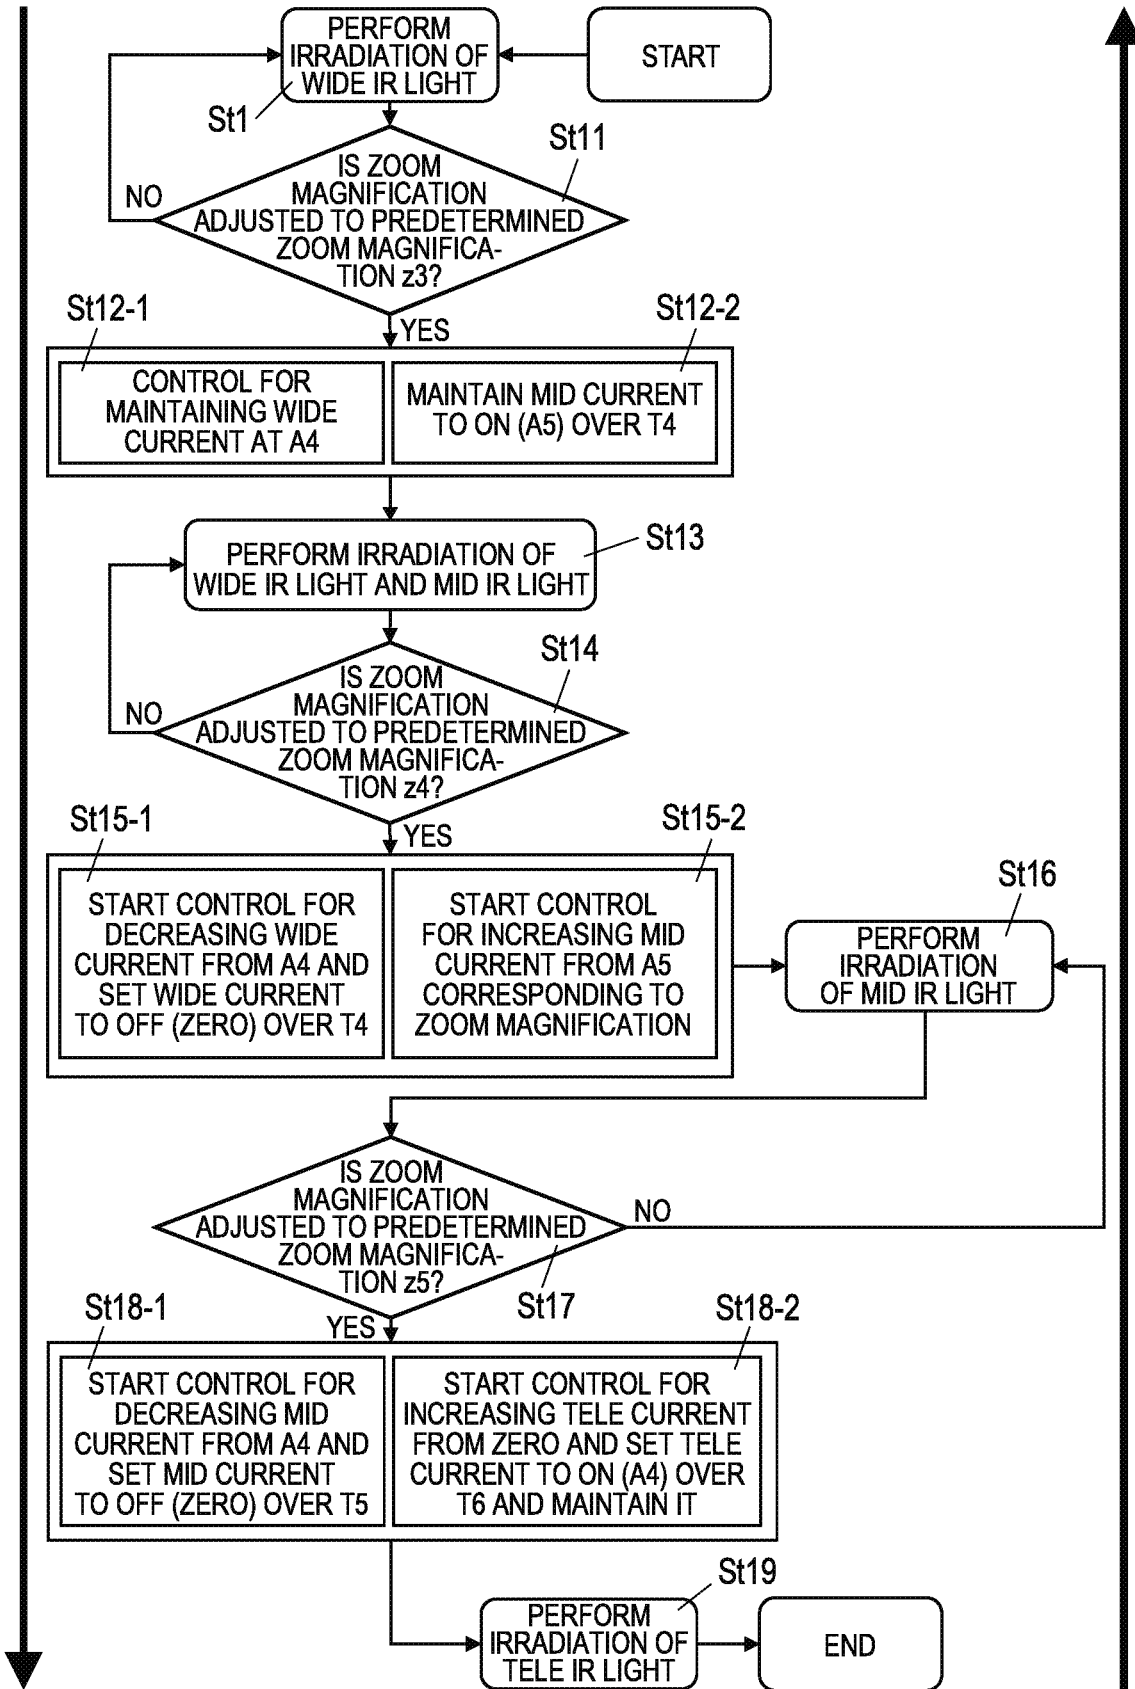 PERFORM
IRRADIATION OF
WIDE IR LIGHT
START
St1
St11
IS ZOOM
MAGNIFICATION
ADJUSTED TO PREDETERMINED
ZOOM MAGNIFICA-
TION z3?
NO
YES
St12-1
St12-2
CONTROL FOR
MAINTAINING WIDE
CURRENT AT A4
MAINTAIN MID CURRENT
TO ON (A5) OVER T4
PERFORM IRRADIATION OF
WIDE IR LIGHT AND MID IR LIGHT
St13
St14
IS ZOOM
MAGNIFICATION
ADJUSTED TO PREDETERMINED
ZOOM MAGNIFICA-
TION z4?
NO
YES
St15-1
St15-2
START CONTROL FOR
DECREASING WIDE
CURRENT FROM A4 AND
SET WIDE CURRENT
TO OFF (ZERO) OVER T4
START CONTROL
FOR INCREASING MID
CURRENT FROM A5
CORRESPONDING TO
ZOOM MAGNIFICATION
St16
PERFORM
IRRADIATION
OF MID IR LIGHT
IS ZOOM
MAGNIFICATION
ADJUSTED TO PREDETERMINED
ZOOM MAGNIFICA-
TION z5?
NO
St17
YES
St18-1
St18-2
START CONTROL FOR
DECREASING MID
CURRENT FROM A4 AND
SET MID CURRENT
TO OFF (ZERO) OVER T5
START CONTROL FOR
INCREASING TELE CURRENT
FROM ZERO AND SET TELE
CURRENT TO ON (A4) OVER
T6 AND MAINTAIN IT
St19
PERFORM
IRRADIATION OF
TELE IR LIGHT
END